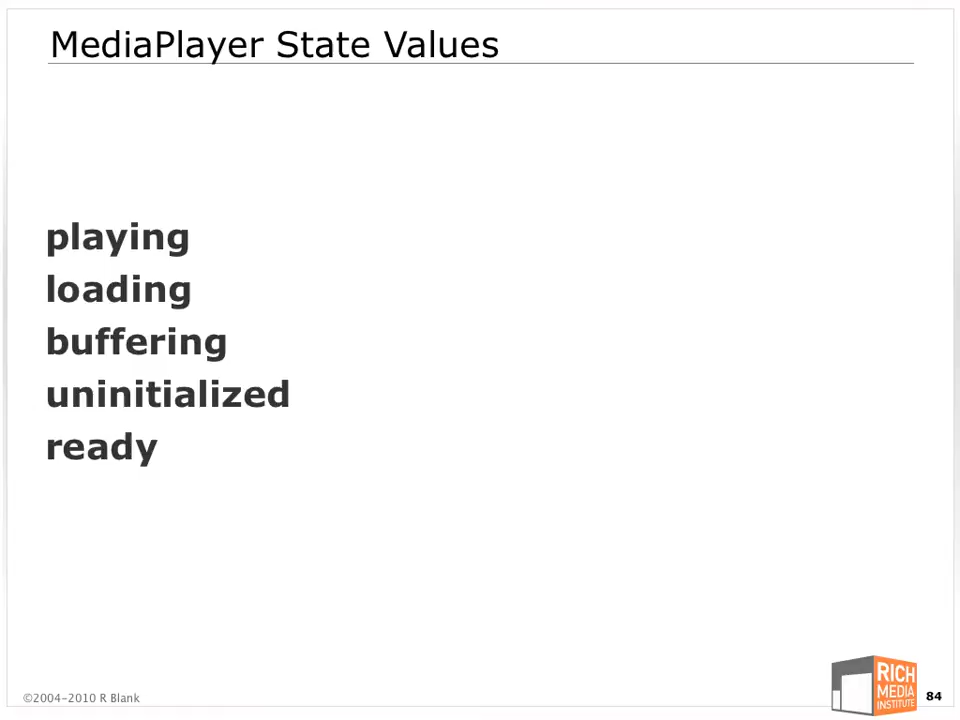 MediaPlayer State Values
playing
loading
buffering
uninitialized
ready
©2004-2010 R Blank
RICH
MEDIA
INSTITUTE
84